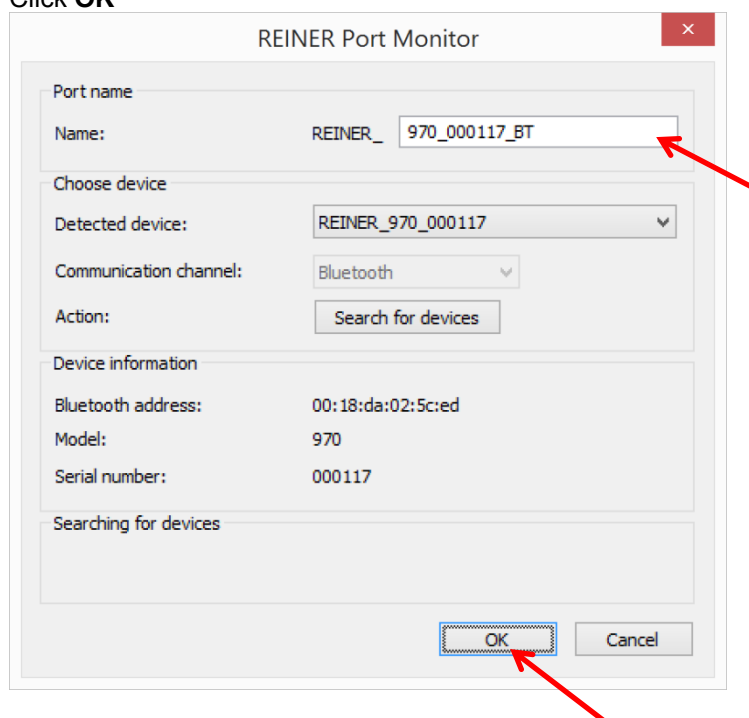 Click OK
REINER Port Monitor
×
Port name
Name: REINER_ 970_000117_BT
Choose device
Detected device: REINER_970_000117
Communication channel: Bluetooth
Action: Search for devices
Device information
Bluetooth address: 00:18:da:02:5c:ed
Model: 970
Serial number: 000117
Searching for devices
OK Cancel